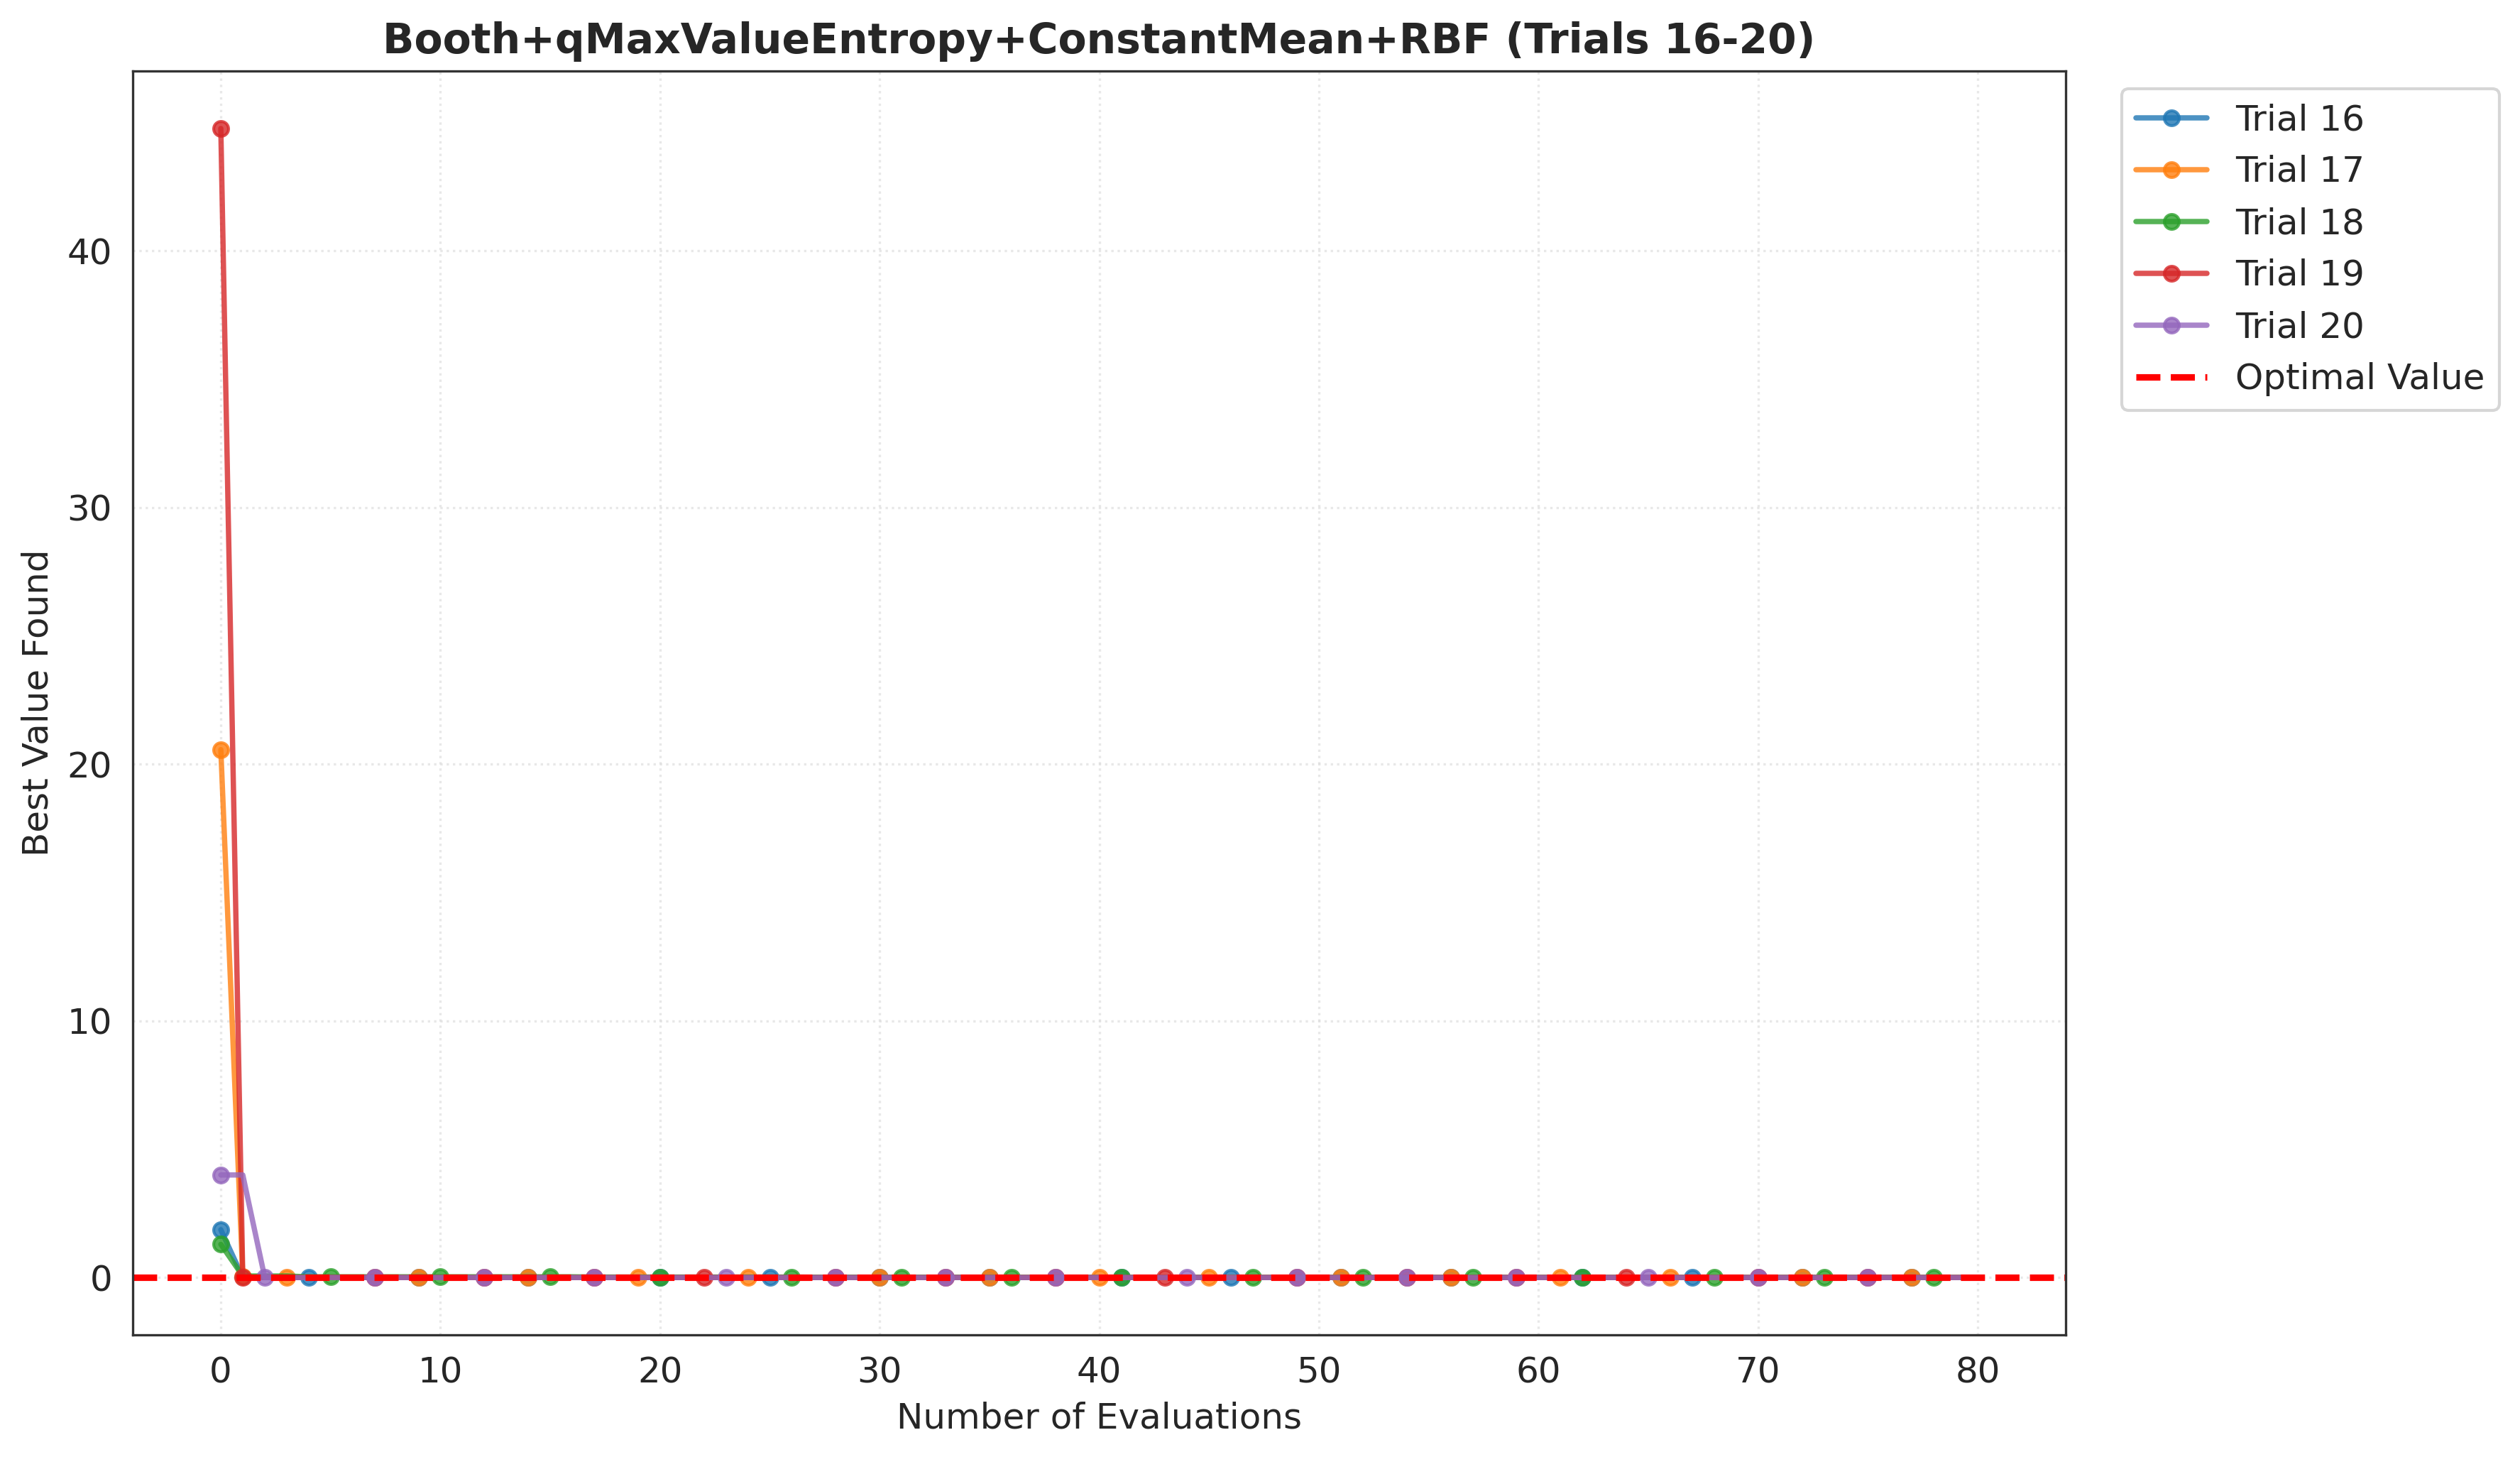 Booth+qMaxValueEntropy+ConstantMean+RBF (Trials 16-20)
Trial 16
Trial 17
Trial 18
Trial 19
Trial 20
Optimal Value
Best Value Found
40
30
20
10
0
0 10 20 30 40 50 60 70 80
Number of Evaluations